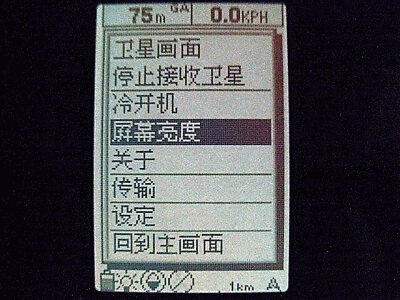 75m GA 0.0KPH
卫星画面
停止接收卫星
冷开机
屏幕亮度
关于
传输
设定
回到主画面
1km A